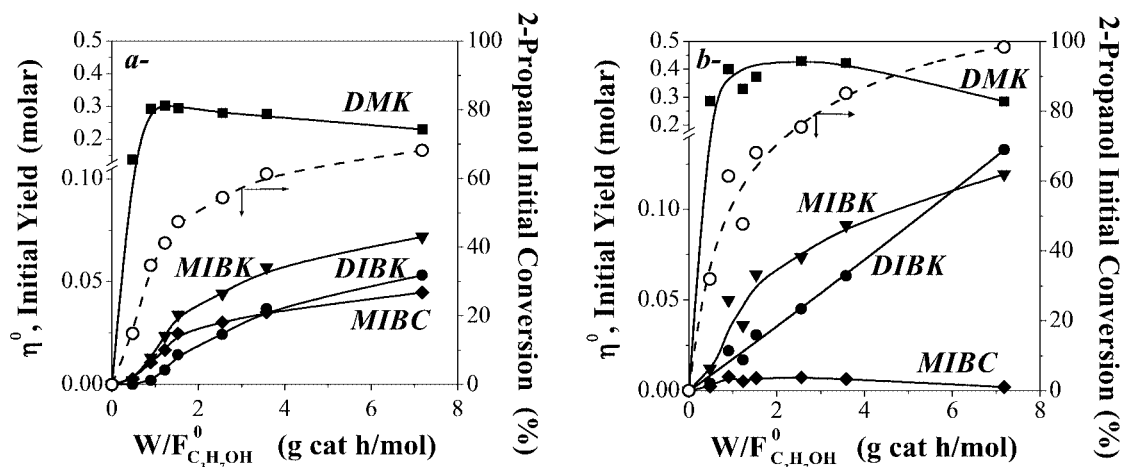 a-
DMK
MIBK
DIBK
MIBC
0.5
0.4
0.3
0.2
0.10
0.05
0.00
0
2
4
6
8
100
80
60
40
20
0
η⁰, Initial Yield (molar)
W/F⁰C₃H₇OH (g cat h/mol)
2-Propanol Initial Conversion (%)
b-
DMK
MIBK
DIBK
MIBC
0.5
0.4
0.3
0.2
0.10
0.05
0.00
0
2
4
6
8
100
80
60
40
20
0
η⁰, Initial Yield (molar)
W/F⁰C₃H₇OH (g cat h/mol)
2-Propanol Initial Conversion (%)